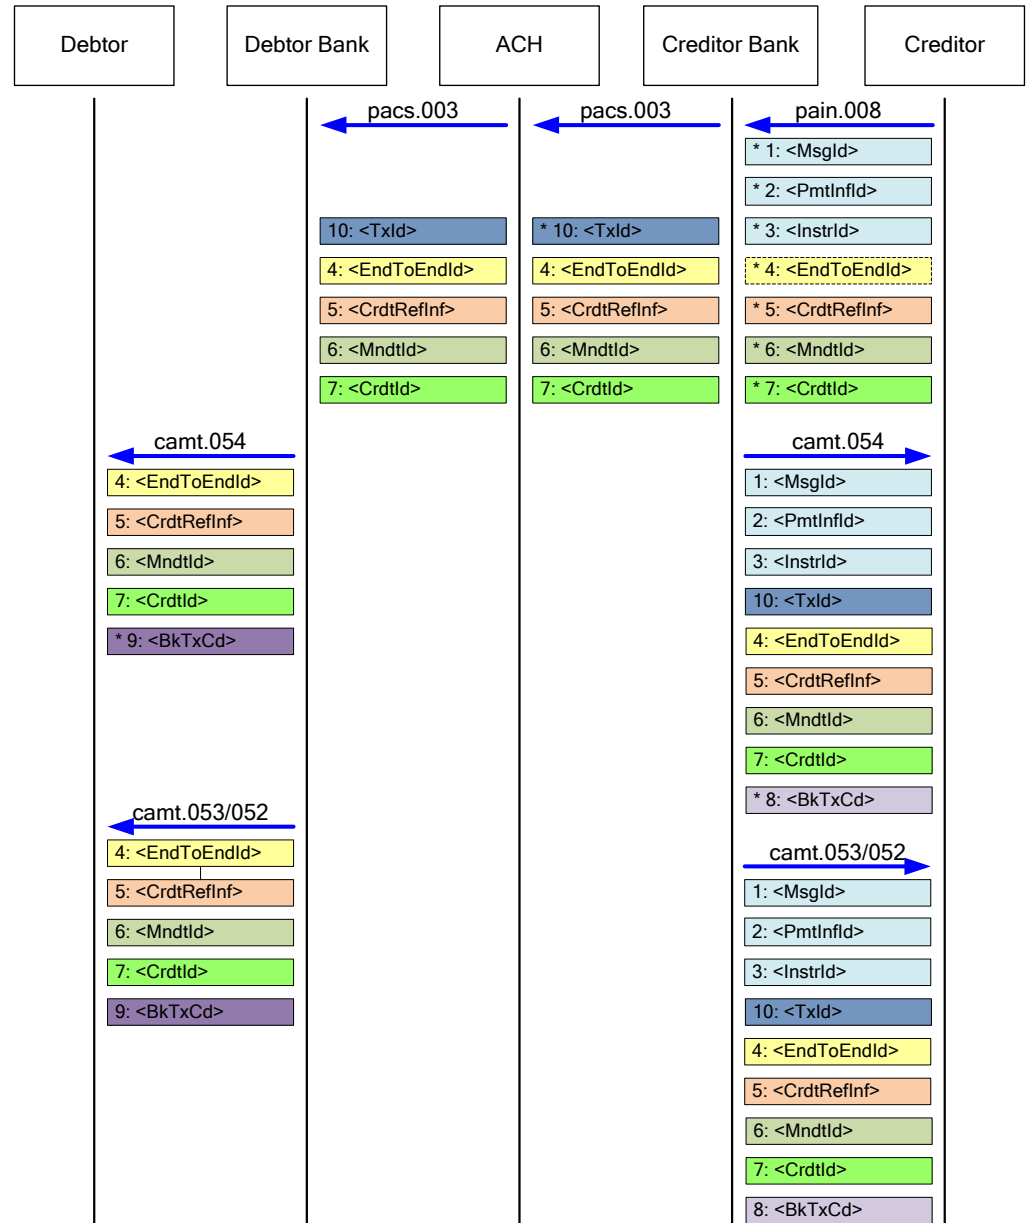 Debtor
Debtor Bank
ACH
Creditor Bank
Creditor
pacs.003
pacs.003
pain.008
* 1: <MsgId>
* 2: <PmtInfId>
10: <TxId>
* 10: <TxId>
* 3: <InstrId>
4: <EndToEndId>
4: <EndToEndId>
* 4: <EndToEndId>
5: <CrdtRefInf>
5: <CrdtRefInf>
* 5: <CrdtRefInf>
6: <MndtId>
6: <MndtId>
* 6: <MndtId>
7: <CrdtId>
7: <CrdtId>
* 7: <CrdtId>
camt.054
4: <EndToEndId>
5: <CrdtRefInf>
6: <MndtId>
7: <CrdtId>
* 9: <BkTxCd>
camt.054
1: <MsgId>
2: <PmtInfId>
3: <InstrId>
10: <TxId>
4: <EndToEndId>
5: <CrdtRefInf>
6: <MndtId>
7: <CrdtId>
* 8: <BkTxCd>
camt.053/052
4: <EndToEndId>
5: <CrdtRefInf>
6: <MndtId>
7: <CrdtId>
9: <BkTxCd>
camt.053/052
1: <MsgId>
2: <PmtInfId>
3: <InstrId>
10: <TxId>
4: <EndToEndId>
5: <CrdtRefInf>
6: <MndtId>
7: <CrdtId>
8: <BkTxCd>